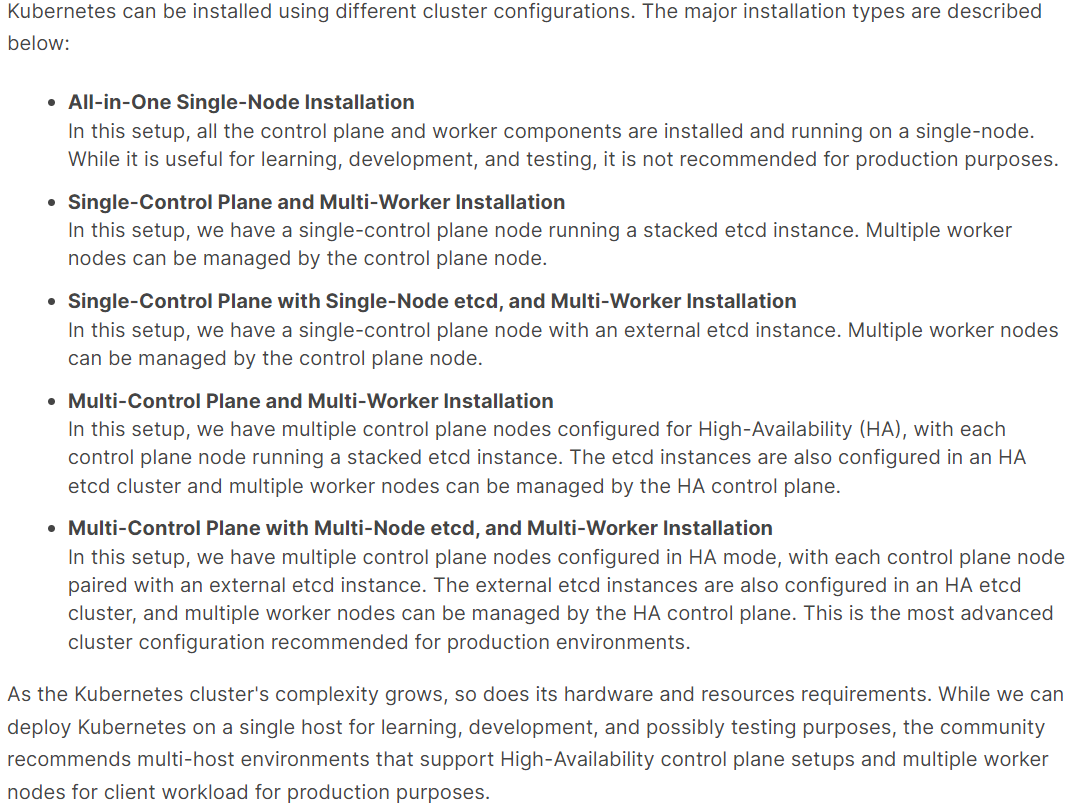 Kubernetes can be installed using different cluster configurations. The major installation types are described
below:
• All-in-One Single-Node Installation
In this setup, all the control plane and worker components are installed and running on a single-node.
While it is useful for learning, development, and testing, it is not recommended for production purposes.
• Single-Control Plane and Multi-Worker Installation
In this setup, we have a single-control plane node running a stacked etcd instance. Multiple worker
nodes can be managed by the control plane node.
• Single-Control Plane with Single-Node etcd, and Multi-Worker Installation
In this setup, we have a single-control plane node with an external etcd instance. Multiple worker nodes
can be managed by the control plane node.
• Multi-Control Plane and Multi-Worker Installation
In this setup, we have multiple control plane nodes configured for High-Availability (HA), with each
control plane node running a stacked etcd instance. The etcd instances are also configured in an HA
etcd cluster and multiple worker nodes can be managed by the HA control plane.
• Multi-Control Plane with Multi-Node etcd, and Multi-Worker Installation
In this setup, we have multiple control plane nodes configured in HA mode, with each control plane node
paired with an external etcd instance. The external etcd instances are also configured in an HA etcd
cluster, and multiple worker nodes can be managed by the HA control plane. This is the most advanced
cluster configuration recommended for production environments.
As the Kubernetes cluster's complexity grows, so does its hardware and resources requirements. While we can
deploy Kubernetes on a single host for learning, development, and possibly testing purposes, the community
recommends multi-host environments that support High-Availability control plane setups and multiple worker
nodes for client workload for production purposes.